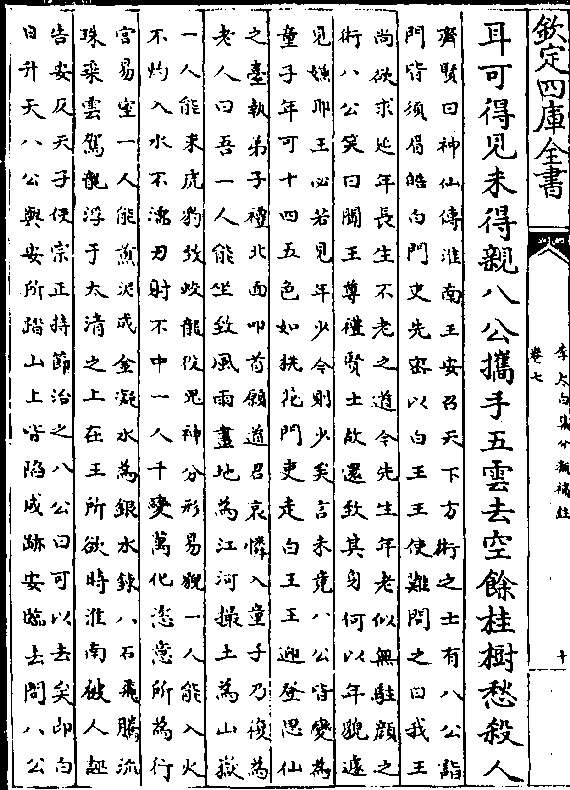 欽定四庫全書
李太白集分類補註
卷七
十
耳可得見未得親八公攜手五雲去空餘桂樹愁殺人
齊賢曰神仙傳淮南王安召天下方術之士有八公詣
門皆須眉皓白門吏先宻以白王王使難問之曰我王
尚欲求延年長生不老之道今先生年老似無駐顔之
術八公笑曰聞王尊禮賢士故逺致其身何以年貌遽
見嫌耶王必若見年少今則少矣言未竟八公皆變為
童子年可十四五色如桃花門吏走白王王迎登思仙
之臺執弟子禮北面叩首願道君哀憐入童子乃復為
老人曰吾一人能坐致風雨畫地為江河撮土為山嶽
一人能束虎豹致蛟龍役鬼神分形易貌一人能入火
不灼入水不濡刃射不中一人千變萬化恣意所為行
宫易室一人能煎泥成金凝水為銀水鍊八石飛騰流
珠乘雲駕龍浮于太清之上在王所欲時淮南被人誣
告安反天子使宗正持節治之八公曰可以去矣即白
日升天八公與安所踏山上皆陷成跡安臨去問八公